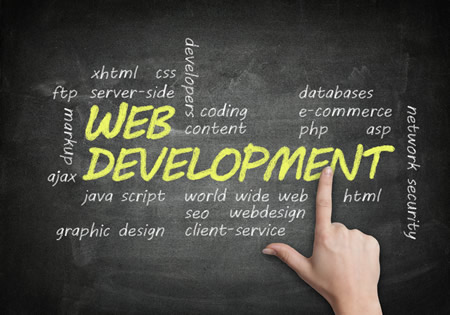 developers
xhtml css
ftp server-side
databases
WEB
coding
e-commerce
content
php asp
markup
network security
DEVELOPMENT
ajax
java script
world wide web
html
seo webdesign
graphic design
client-service